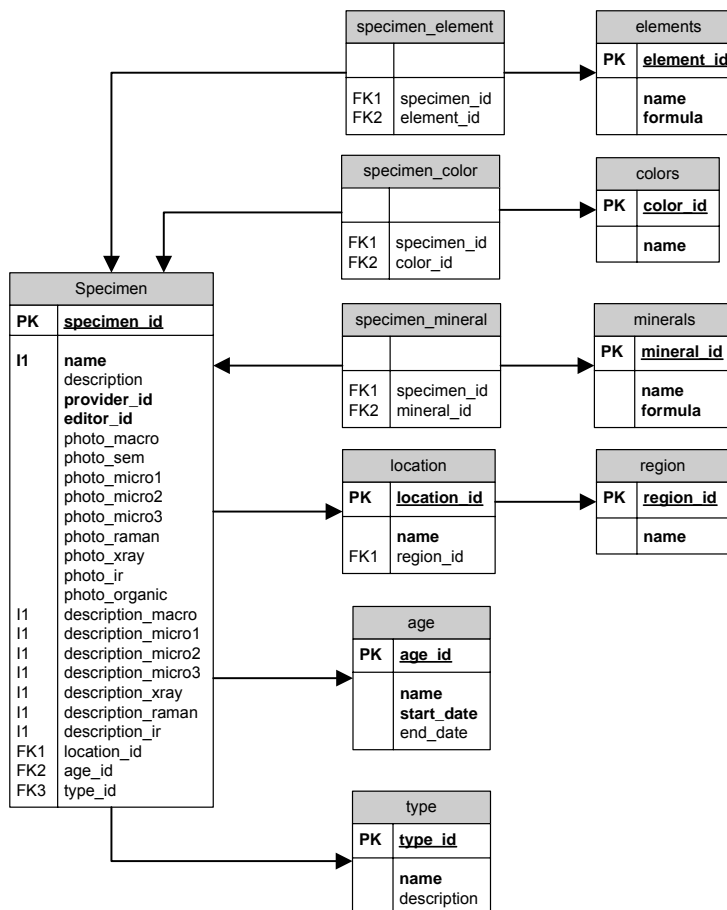 specimen_element
FK1 specimen_id
FK2 element_id
elements
PK element_id
name
formula
specimen_color
FK1 specimen_id
FK2 color_id
colors
PK color_id
name
Specimen
PK specimen_id
I1 name
description
provider_id
editor_id
photo_macro
photo_sem
photo_micro1
photo_micro2
photo_micro3
photo_raman
photo_xray
photo_ir
photo_organic
I1 description_macro
I1 description_micro1
I1 description_micro2
I1 description_micro3
I1 description_xray
I1 description_raman
I1 description_ir
FK1 location_id
FK2 age_id
FK3 type_id
specimen_mineral
FK1 specimen_id
FK2 mineral_id
minerals
PK mineral_id
name
formula
location
PK location_id
name
FK1 region_id
region
PK region_id
name
age
PK age_id
name
start_date
end_date
type
PK type_id
name
description